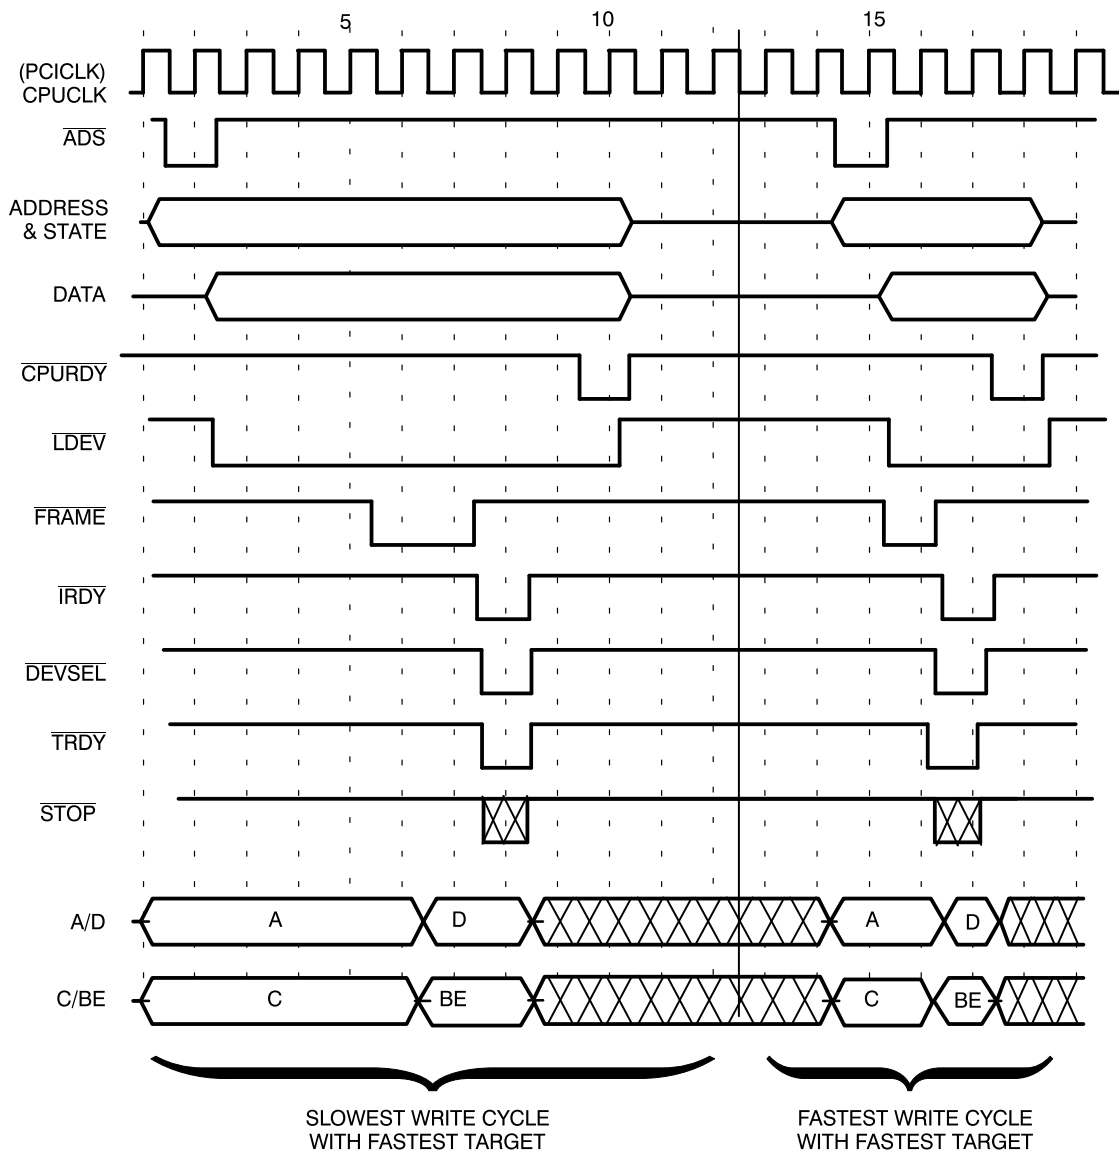 5 10 15
(PCICLK)
CPUCLK
ADS
ADDRESS
& STATE
DATA
CPURDY
LDEV
FRAME
IRDY
DEVSEL
TRDY
STOP
A/D A D A D
C/BE C BE C BE
SLOWEST WRITE CYCLE
WITH FASTEST TARGET
FASTEST WRITE CYCLE
WITH FASTEST TARGET